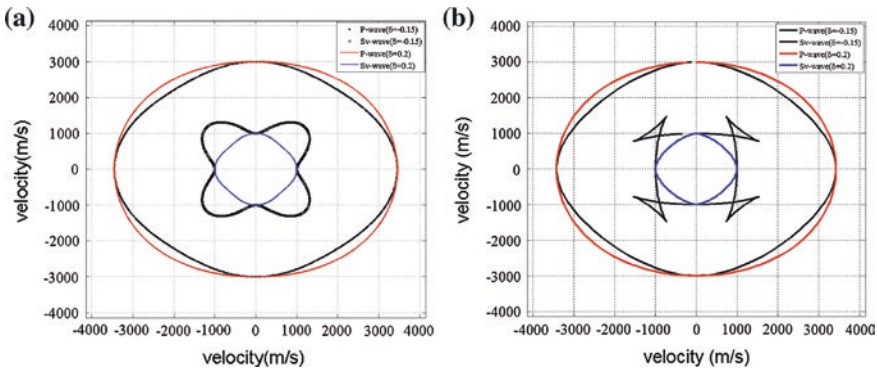 (a)
P-wave(δ=-0.15)
Sv-wave(δ=-0.15)
P-wave(δ=0.2)
Sv-wave(δ=0.2)
4000
3000
2000
1000
0
-1000
-2000
-3000
-4000
velocity(m/s)
-4000 -3000 -2000 -1000 0 1000 2000 3000 4000
velocity(m/s)
(b)
P-wave(δ=-0.15)
Sv-wave(δ=-0.15)
P-wave(δ=0.2)
Sv-wave(δ=0.2)
4000
3000
2000
1000
0
-1000
-2000
-3000
-4000
velocity (m/s)
-4000 -3000 -2000 -1000 0 1000 2000 3000 4000
velocity (m/s)